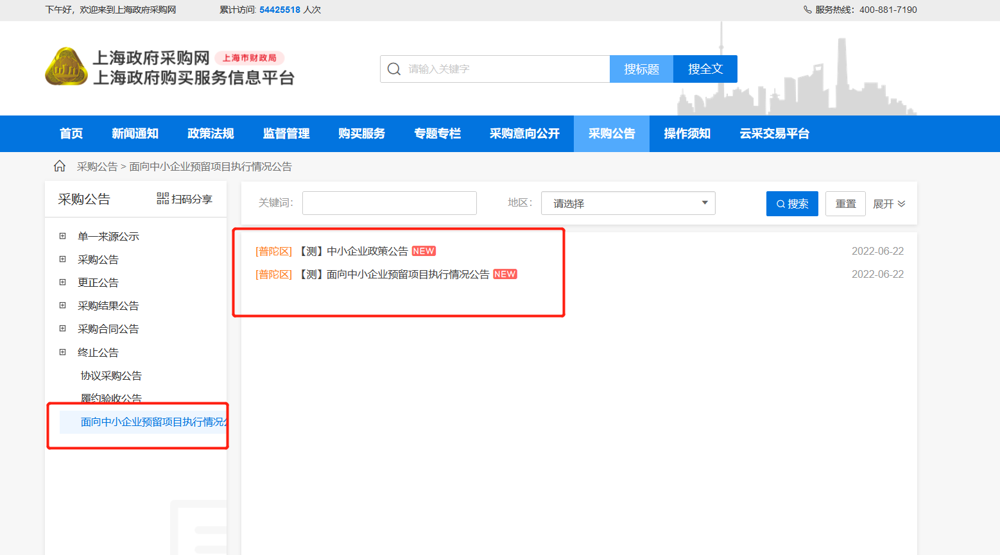 下午好，欢迎来到上海政府采购网 累计访问: 54425518 人次 服务热线：400-881-7190
上海政府采购网 上海市财政局
上海政府购买服务信息平台
请输入关键字 搜标题 搜全文
首页 新闻通知 政策法规 监督管理 购买服务 专题专栏 采购意向公开 采购公告 操作须知 云采交易平台
采购公告 > 面向中小企业预留项目执行情况公告
采购公告 扫码分享
关键词： 地区： 请选择 搜索 重置 展开
单一来源公示
采购公告
更正公告
采购结果公告
采购合同公告
终止公告
协议采购公告
履约验收公告
面向中小企业预留项目执行情况公
[普陀区] 【测】中小企业政策公告 NEW 2022-06-22
[普陀区] 【测】面向中小企业预留项目执行情况公告 NEW 2022-06-22